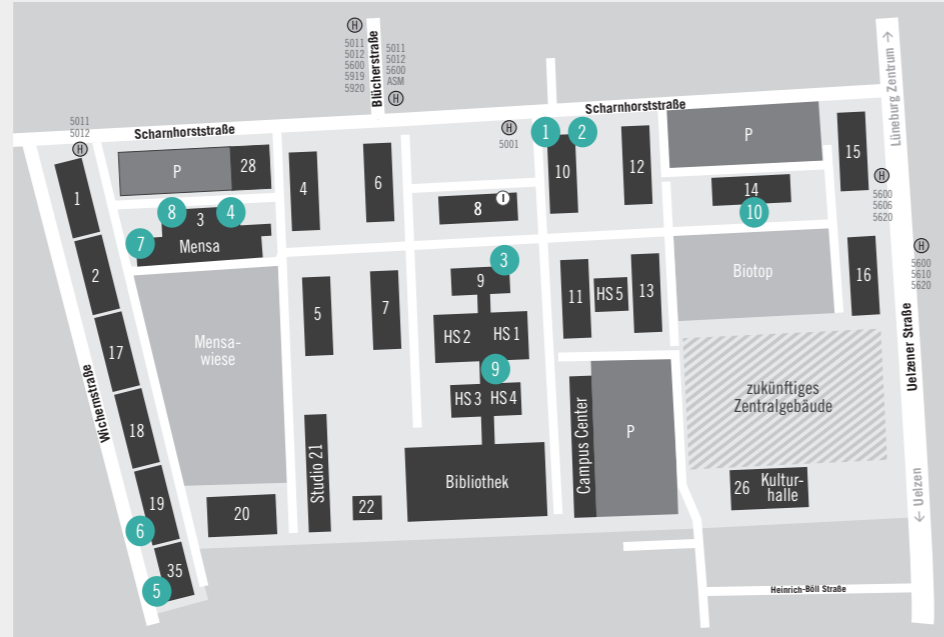 H
5011
5012
5600
5919
5920
Blücherstraße
5011
5012
5600
ASM
H
Lüneburg Zentrum
Scharnhorststraße
Scharnhorststraße
5011
5012
H
H
5001
1
2
P
28
4
6
10
12
P
15
8
i
14
H
5600
5606
5620
1
8
3
4
7
Mensa
10
3
2
9
11
HS 5
13
Biotop
16
H
5600
5610
5620
Uelzener Straße
5
7
HS 2
HS 1
Mensa-
wiese
17
9
HS 3
HS 4
zukünftiges
Zentralgebäude
Wichernstraße
18
Studio 21
Bibliothek
Campus Center
P
26
Kultur-
halle
19
20
22
6
Uelzen
35
5
Heinrich-Böll Straße